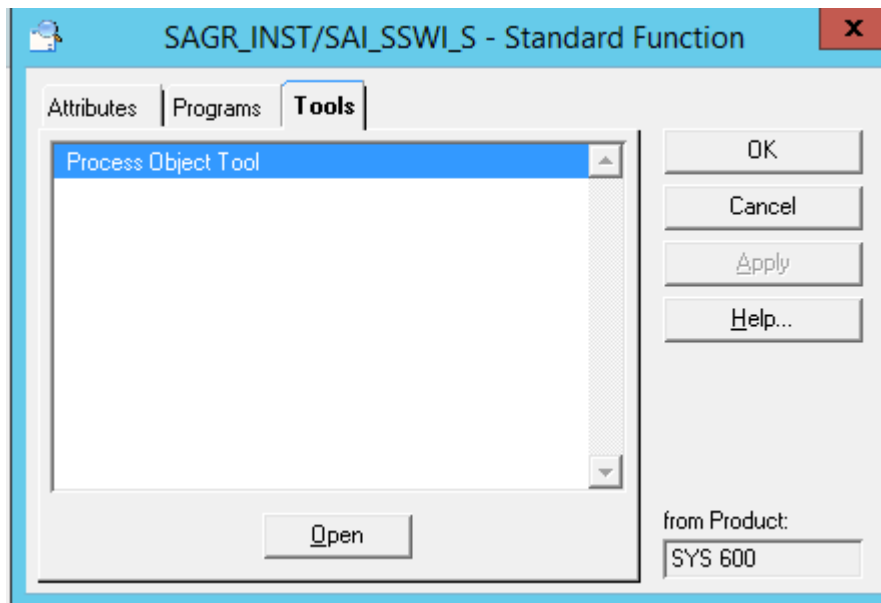 SAGR_INST/SAI_SSWI_S - Standard Function
x
Attributes Programs Tools
Process Object Tool
OK
Cancel
Apply
Help...
Open
from Product:
SYS 600